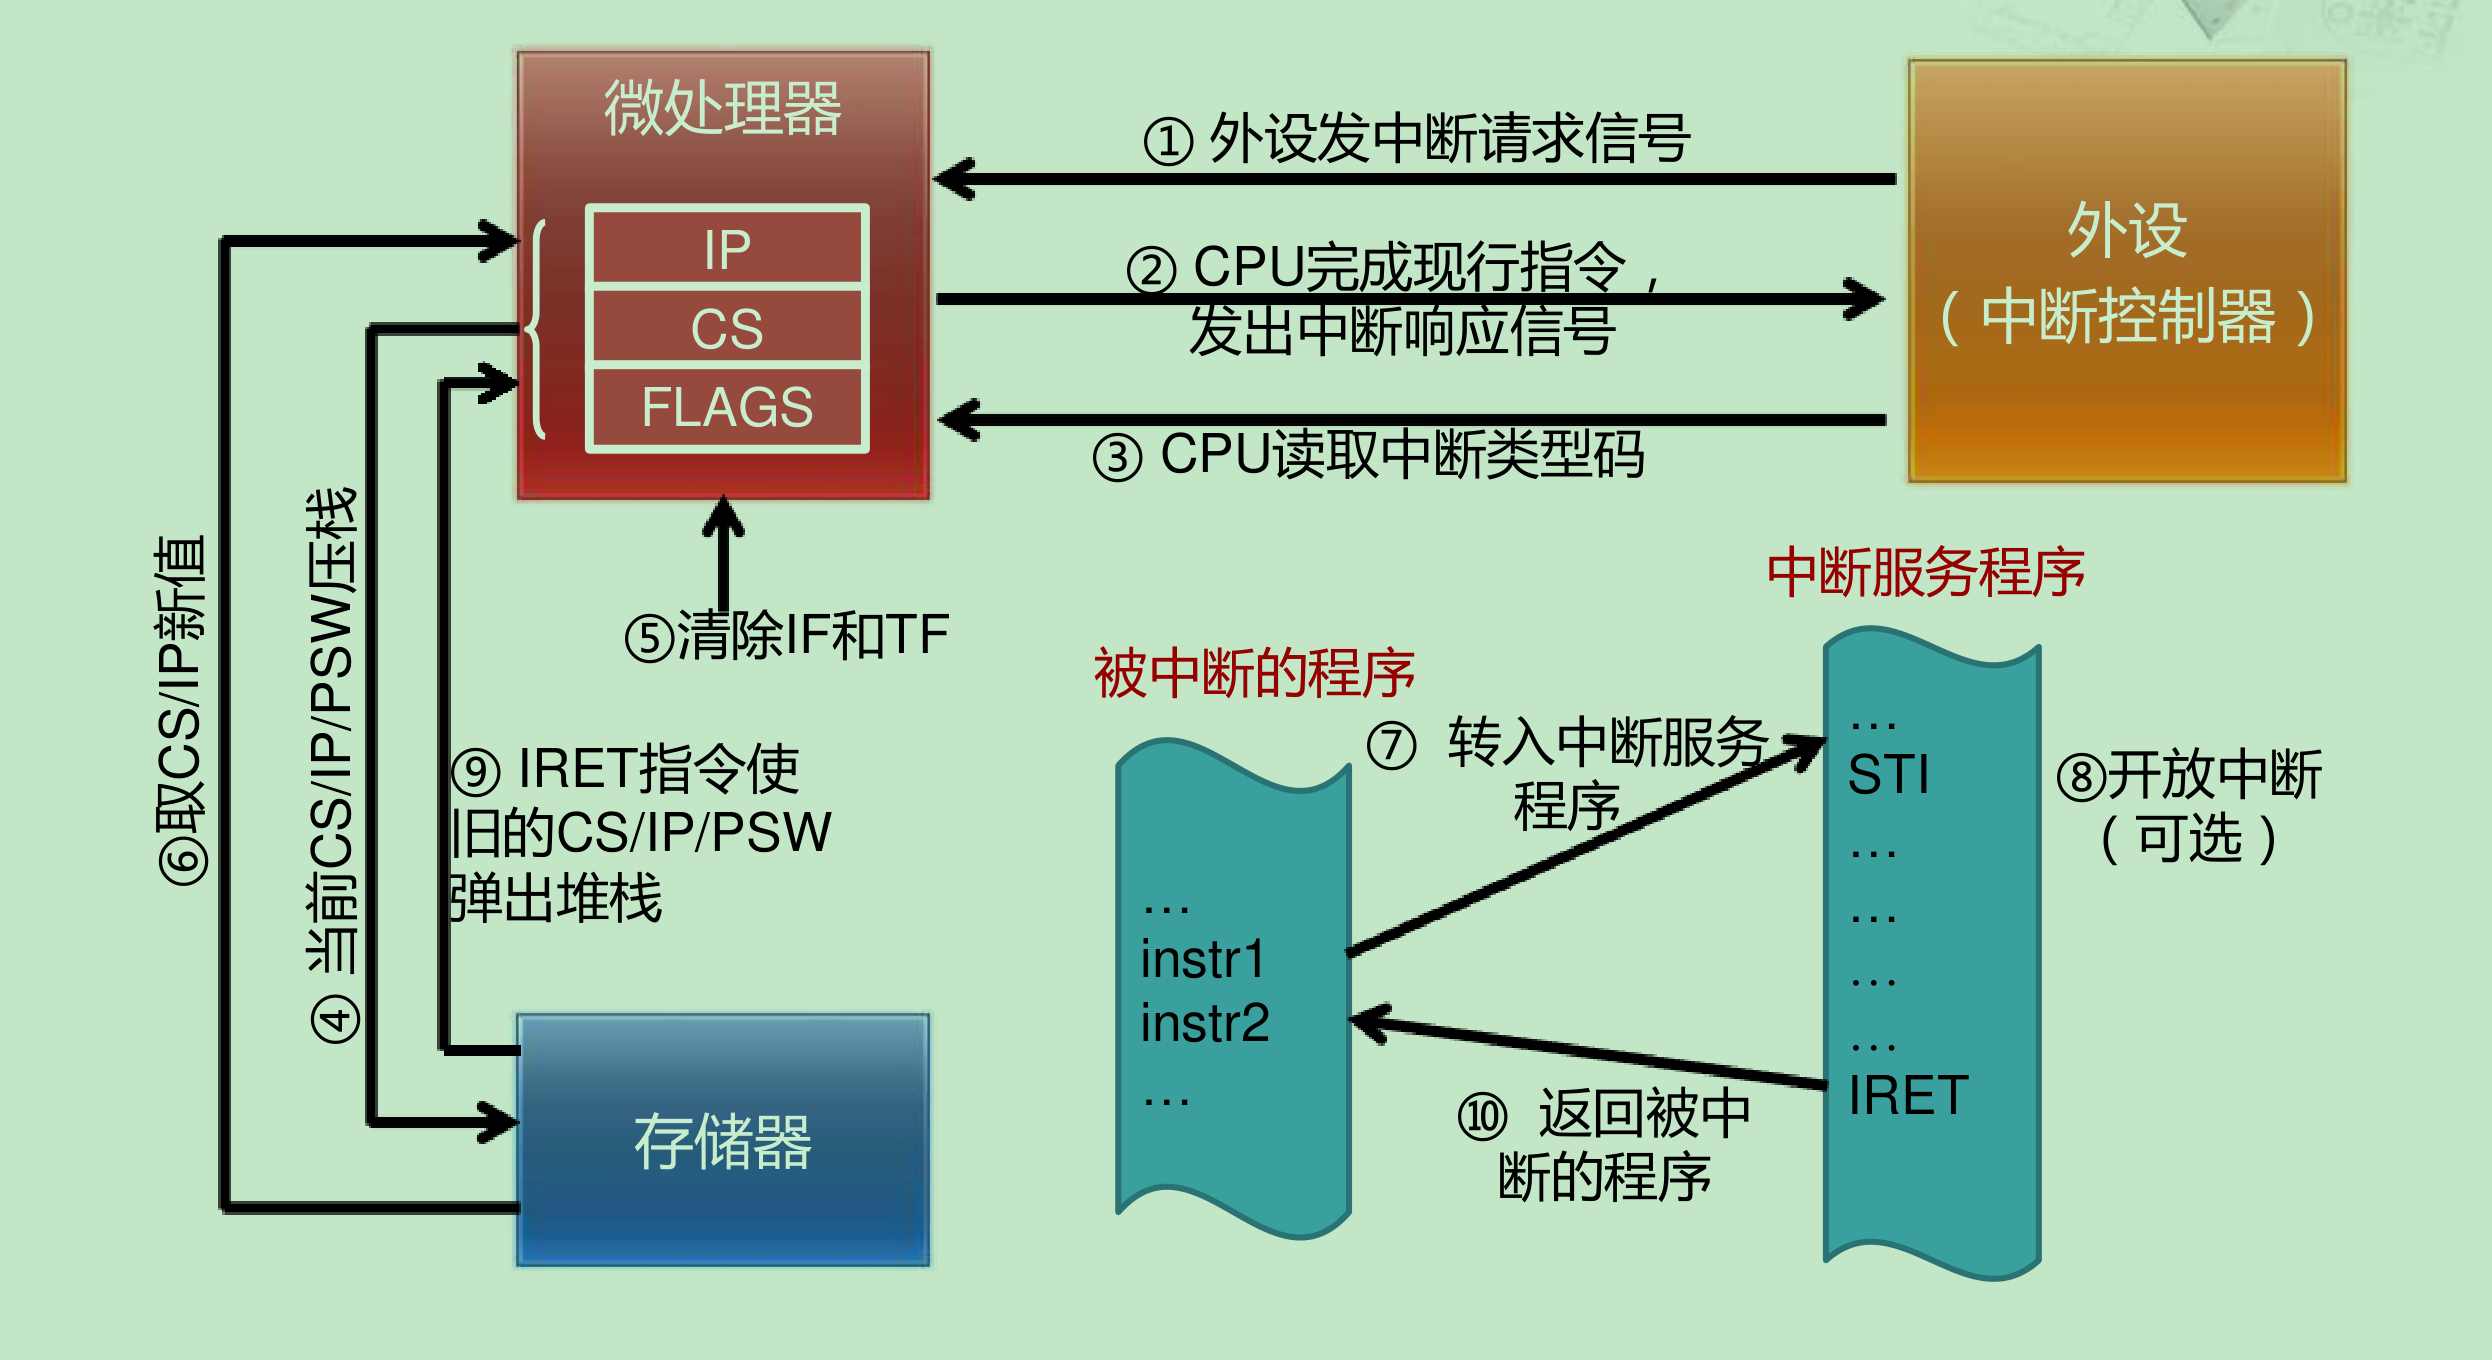 微处理器
IP
CS
FLAGS
① 外设发中断请求信号
② CPU完成现行指令，
发出中断响应信号
③ CPU读取中断类型码
外设
（中断控制器）
⑥取CS/IP新值
④ 当前CS/IP/PSW压栈
⑤清除IF和TF
⑨ IRET指令使
旧的CS/IP/PSW
弹出堆栈
存储器
被中断的程序
…
instr1
instr2
…
⑦ 转入中断服务
程序
中断服务程序
…
STI
…
…
…
…
IRET
⑧开放中断
（可选）
⑩ 返回被中
断的程序